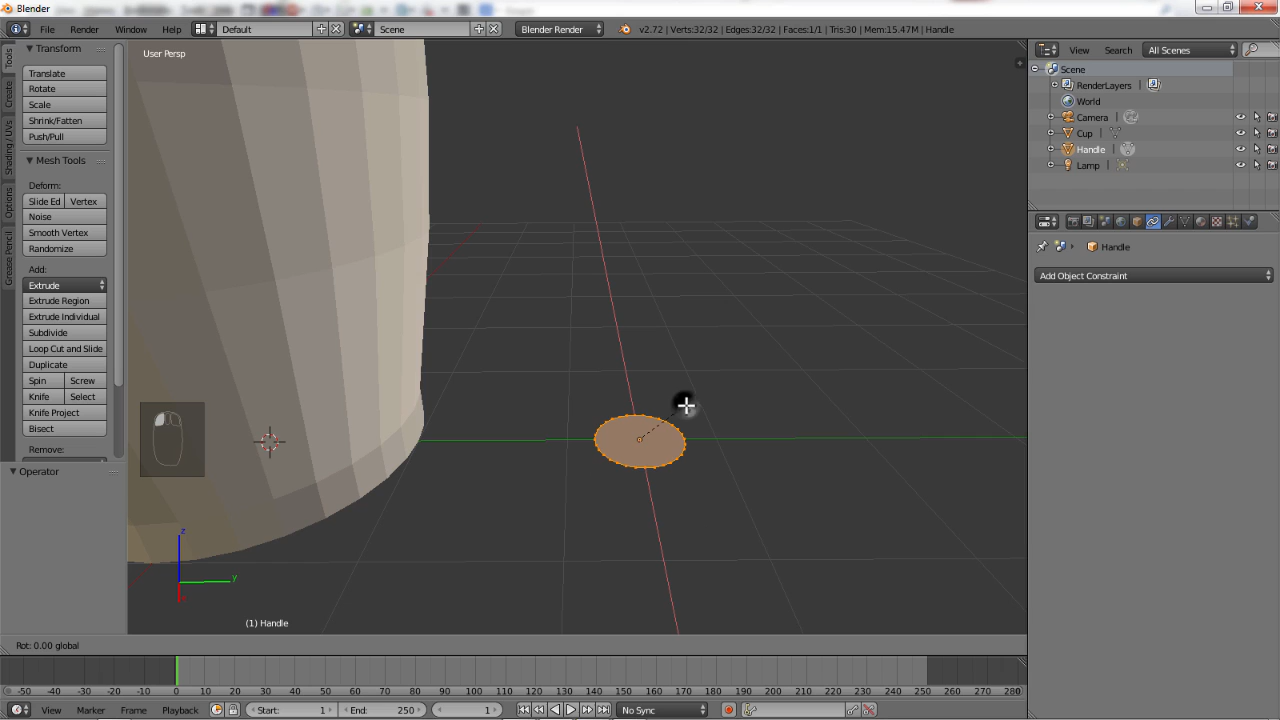 Blender
File Render Window Help Default Scene Blender Render v2.72 | Verts:32/32 | Edges:32/32 | Faces:1/1 | Tris:30 | Mem:15.47M | Handle
Tools
Create
Shading / UVs
Options
Grease Pencil
Transform
Translate
Rotate
Scale
Shrink/Fatten
Push/Pull
Mesh Tools
Deform:
Slide Ed Vertex
Noise
Smooth Vertex
Randomize
Add:
Extrude
Extrude Region
Extrude Individual
Subdivide
Loop Cut and Slide
Duplicate
Spin Screw
Knife Select
Knife Project
Bisect
Remove:
Operator
User Persp
z
y
(1) Handle
View Search All Scenes
Scene
RenderLayers
World
Camera
Cup
Handle
Lamp
Handle
Add Object Constraint
Rot: 0.00 global
-50 -40 -30 -20 -10 0 10 20 30 40 50 60 70 80 90 100 110 120 130 140 150 160 170 180 190 200 210 220 230 240 250 260 270 280
View Marker Frame Playback Start: 1 End: 250 1 No Sync